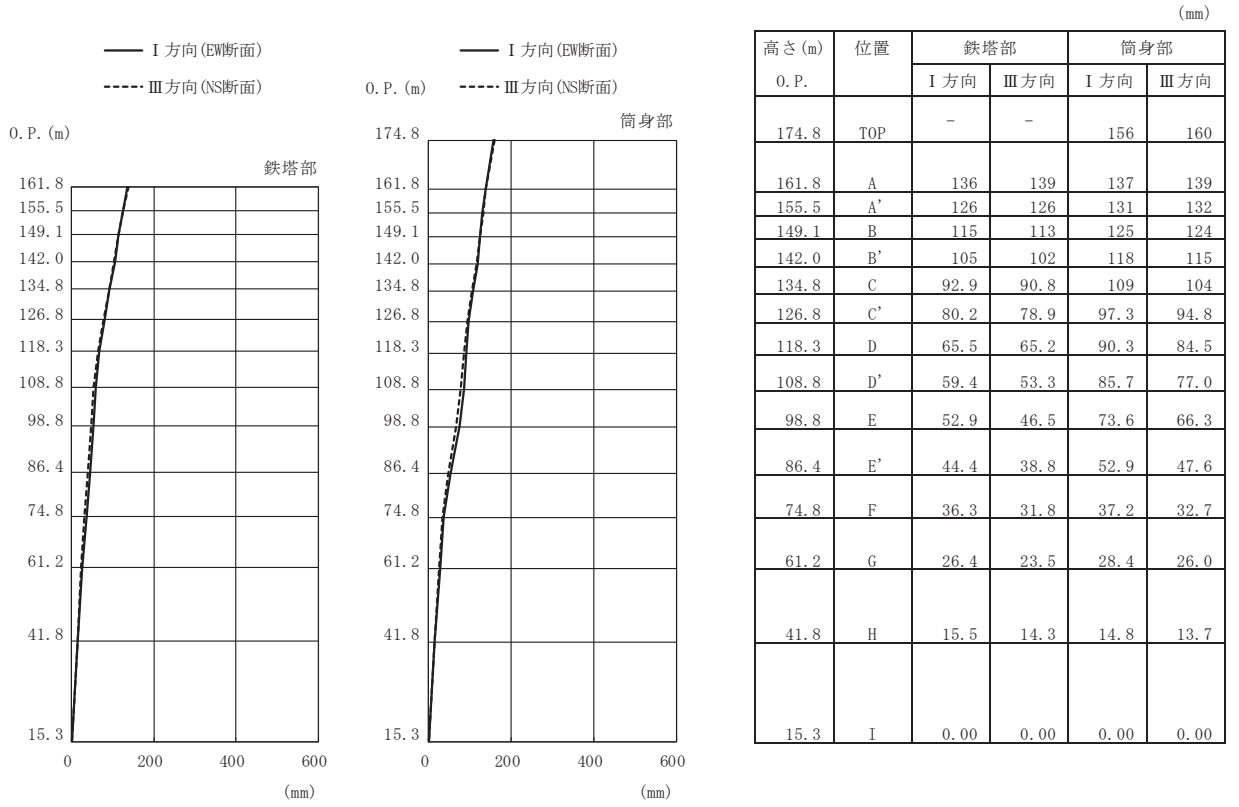 ── Ⅰ 方向(EW断面)
----- Ⅲ方向(NS断面)
O.P.(m)
鉄塔部
161.8
155.5
149.1
142.0
134.8
126.8
118.3
108.8
98.8
86.4
74.8
61.2
41.8
15.3
0 200 400 600
(mm)
── Ⅰ 方向(EW断面)
O.P.(m) ----- Ⅲ方向(NS断面)
筒身部
174.8
161.8
155.5
149.1
142.0
134.8
126.8
118.3
108.8
98.8
86.4
74.8
61.2
41.8
15.3
0 200 400 600
(mm)
(mm)
高さ(m) 位置 鉄塔部 筒身部
O.P. Ⅰ方向 Ⅲ方向 Ⅰ方向 Ⅲ方向
174.8 TOP － － 156 160
161.8 A 136 139 137 139
155.5 A' 126 126 131 132
149.1 B 115 113 125 124
142.0 B' 105 102 118 115
134.8 C 92.9 90.8 109 104
126.8 C' 80.2 78.9 97.3 94.8
118.3 D 65.5 65.2 90.3 84.5
108.8 D' 59.4 53.3 85.7 77.0
98.8 E 52.9 46.5 73.6 66.3
86.4 E' 44.4 38.8 52.9 47.6
74.8 F 36.3 31.8 37.2 32.7
61.2 G 26.4 23.5 28.4 26.0
41.8 H 15.5 14.3 14.8 13.7
15.3 I 0.00 0.00 0.00 0.00